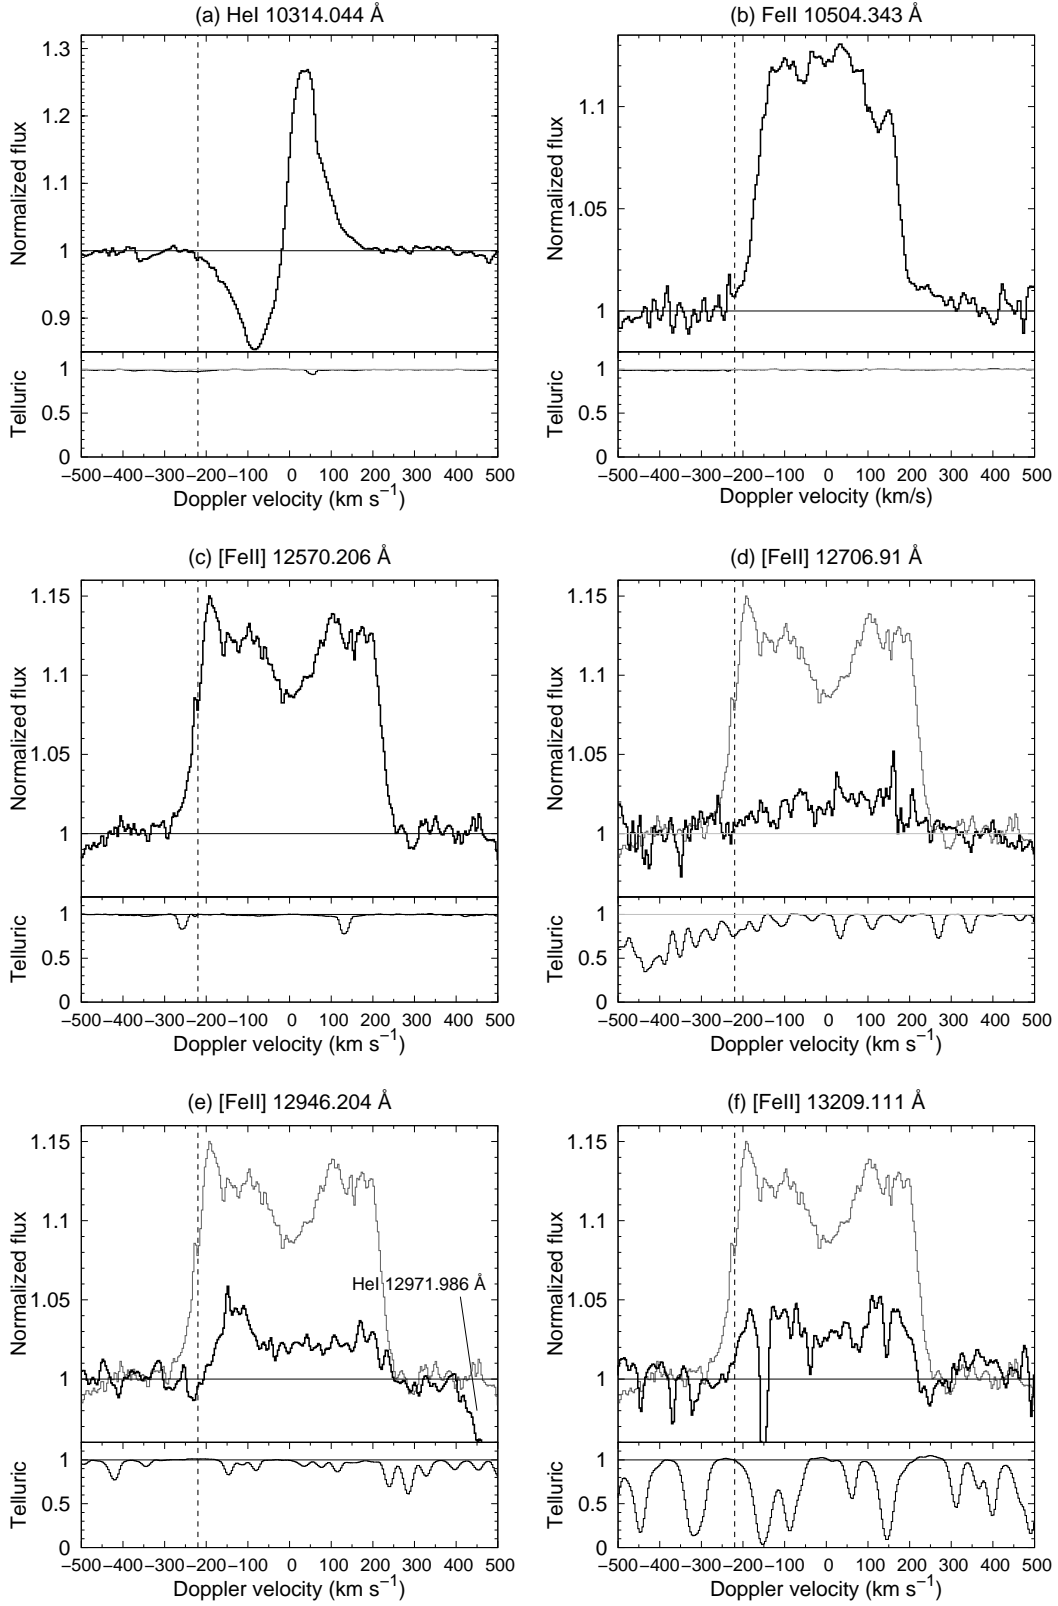 (a) HeI 10314.044 Å
Normalized flux
1.3
1.2
1.1
1
0.9
Telluric
1
0.5
0
−500 −400 −300 −200 −100 0 100 200 300 400 500
Doppler velocity (km s−1)
(b) FeII 10504.343 Å
Normalized flux
1.1
1.05
1
Telluric
1
0.5
0
−500 −400 −300 −200 −100 0 100 200 300 400 500
Doppler velocity (km/s)
(c) [FeII] 12570.206 Å
Normalized flux
1.15
1.1
1.05
1
Telluric
1
0.5
0
−500 −400 −300 −200 −100 0 100 200 300 400 500
Doppler velocity (km s−1)
(d) [FeII] 12706.91 Å
Normalized flux
1.15
1.1
1.05
1
Telluric
1
0.5
0
−500 −400 −300 −200 −100 0 100 200 300 400 500
Doppler velocity (km s−1)
(e) [FeII] 12946.204 Å
Normalized flux
1.15
1.1
1.05
1
HeI 12971.986 Å
Telluric
1
0.5
0
−500 −400 −300 −200 −100 0 100 200 300 400 500
Doppler velocity (km s−1)
(f) [FeII] 13209.111 Å
Normalized flux
1.15
1.1
1.05
1
Telluric
1
0.5
0
−500 −400 −300 −200 −100 0 100 200 300 400 500
Doppler velocity (km s−1)